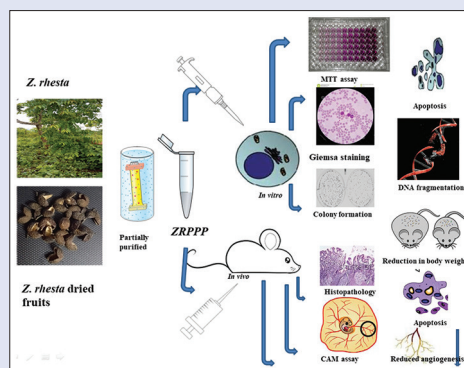 Z. rhesta
Z. rhesta dried
fruits
Partially
purified
ZRPPP
In vitro
In vivo
MTT assay
Giemsa staining
Colony formation
Histopathology
CAM assay
Apoptosis
DNA fragmentation
Reduction in body weight
Apoptosis
Reduced angiogenesis